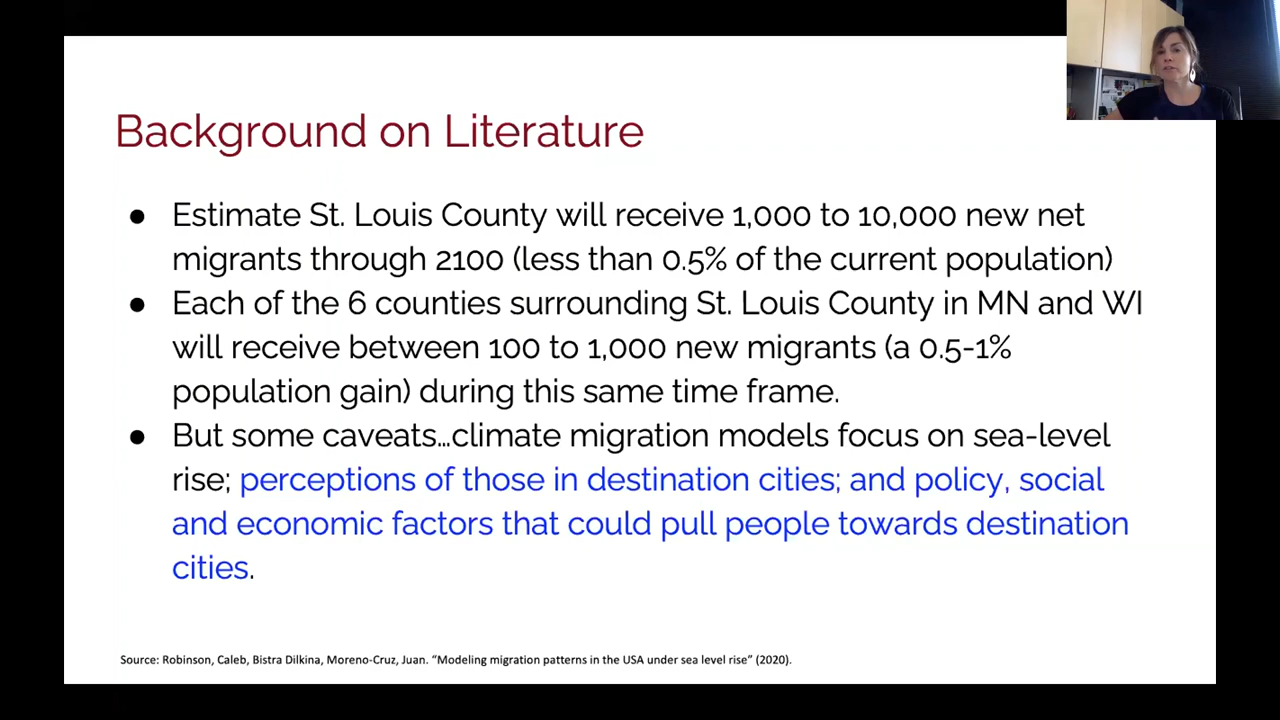 Background on Literature
● Estimate St. Louis County will receive 1,000 to 10,000 new net
migrants through 2100 (less than 0.5% of the current population)
● Each of the 6 counties surrounding St. Louis County in MN and WI
will receive between 100 to 1,000 new migrants (a 0.5-1%
population gain) during this same time frame.
● But some caveats...climate migration models focus on sea-level
rise; perceptions of those in destination cities; and policy, social
and economic factors that could pull people towards destination
cities.
Source: Robinson, Caleb, Bistra Dilkina, Moreno-Cruz, Juan. “Modeling migration patterns in the USA under sea level rise” (2020).